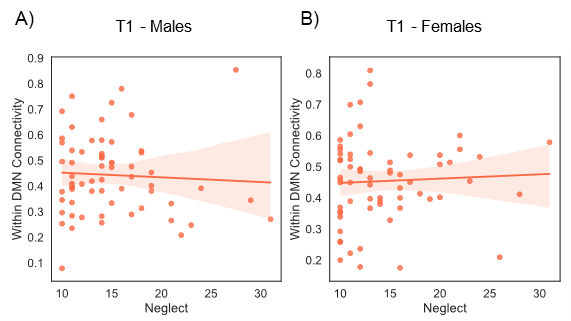 A)
T1 - Males
0.9
0.8
0.7
0.6
0.5
0.4
0.3
0.2
0.1
Within DMN Connectivity
10 15 20 25 30
Neglect
B)
T1 - Females
0.8
0.7
0.6
0.5
0.4
0.3
0.2
Within DMN Connectivity
10 15 20 25 30
Neglect